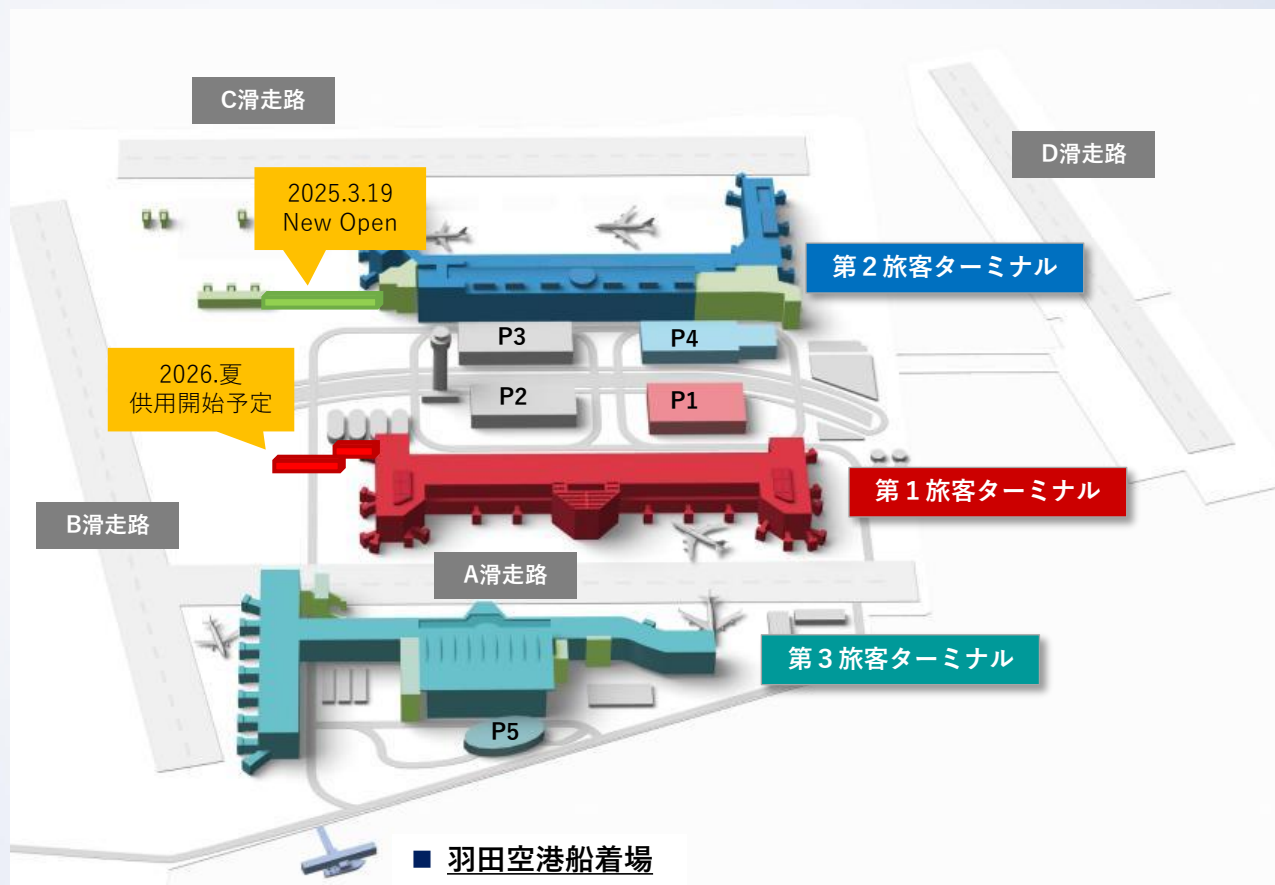 C滑走路
D滑走路
2025.3.19
New Open
第２旅客ターミナル
P3
P4
2026.夏
供用開始予定
P2
P1
第１旅客ターミナル
B滑走路
A滑走路
第３旅客ターミナル
P5
■ 羽田空港船着場